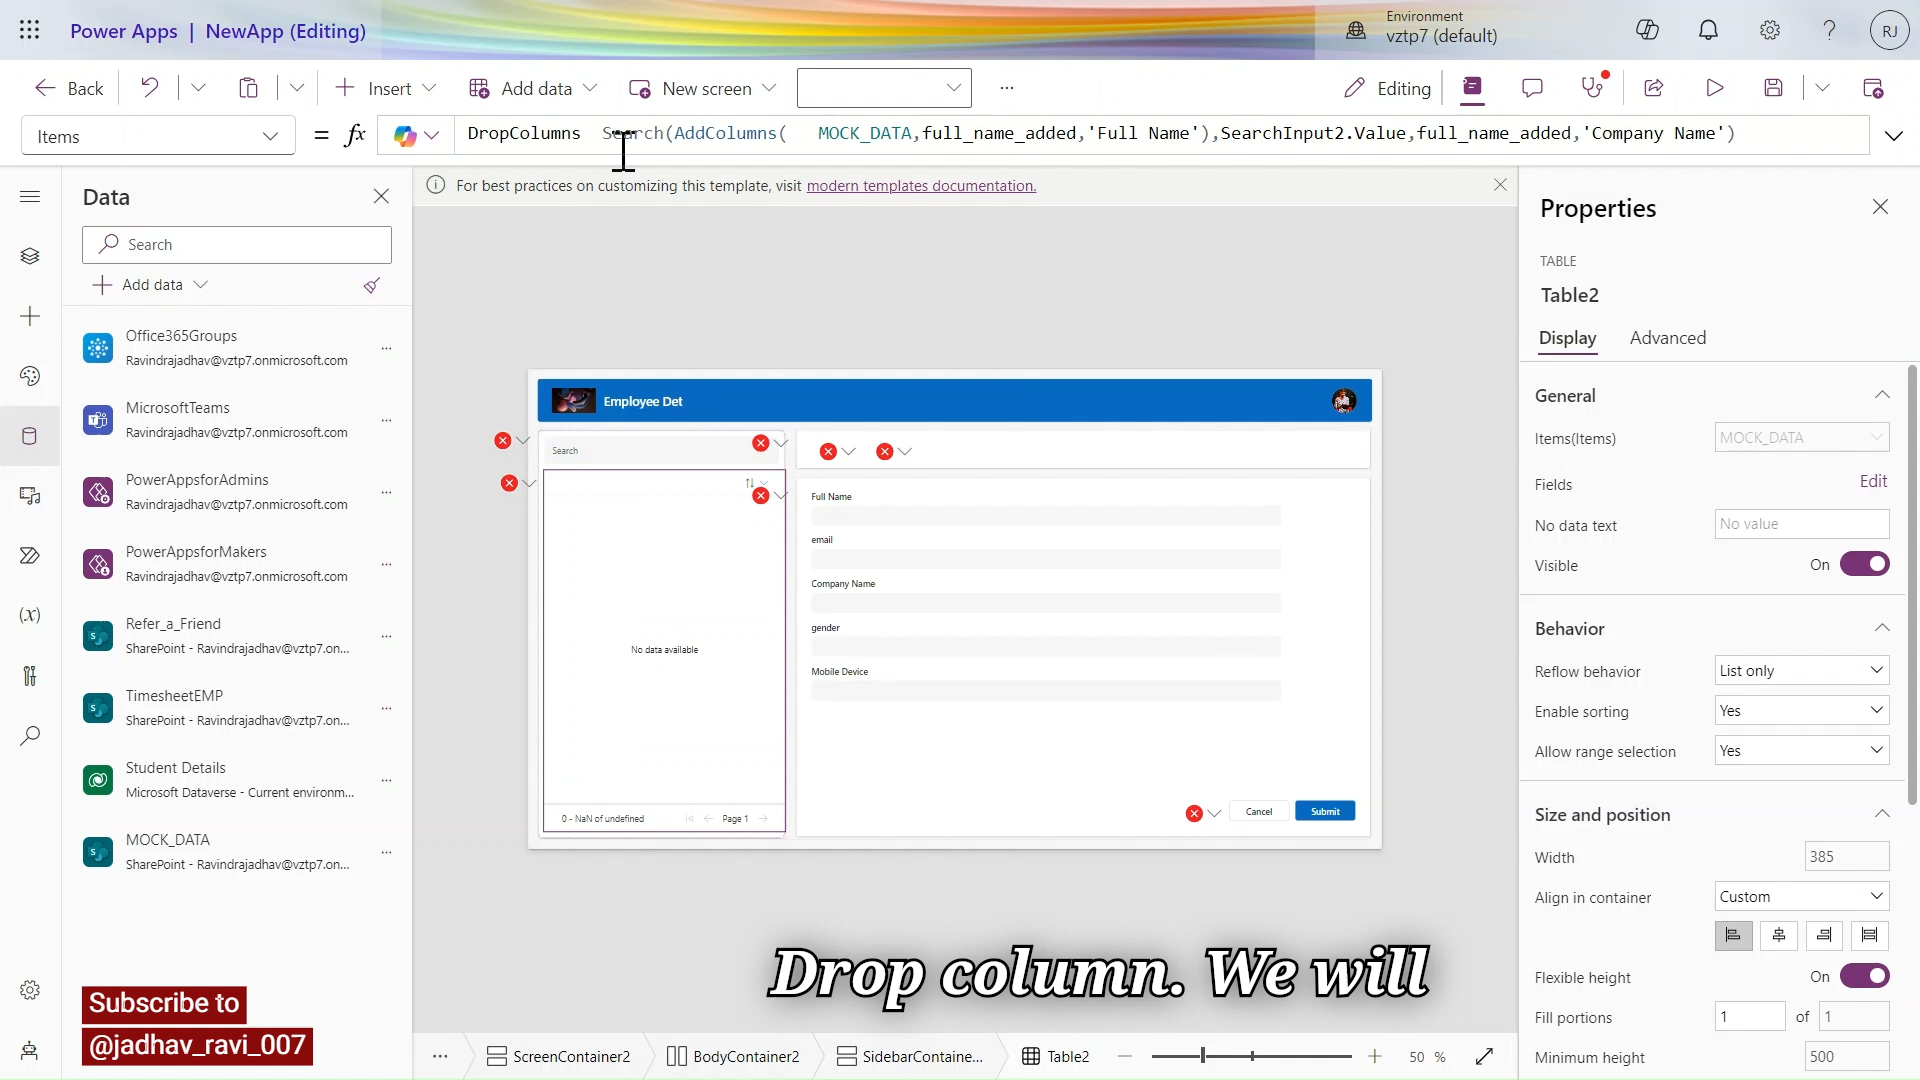 Power Apps | NewApp (Editing)
Environment
vztp7 (default)
RJ
Back
Insert
Add data
New screen
Editing
Items
= fx
DropColumns Search(AddColumns( MOCK_DATA,full_name_added,'Full Name'),SearchInput2.Value,full_name_added,'Company Name')
Data
Search
Add data
For best practices on customizing this template, visit modern templates documentation.
Office365Groups
Ravindrajadhav@vztp7.onmicrosoft.com
MicrosoftTeams
Ravindrajadhav@vztp7.onmicrosoft.com
PowerAppsforAdmins
Ravindrajadhav@vztp7.onmicrosoft.com
PowerAppsforMakers
Ravindrajadhav@vztp7.onmicrosoft.com
Refer_a_Friend
SharePoint - Ravindrajadhav@vztp7.on...
TimesheetEMP
SharePoint - Ravindrajadhav@vztp7.on...
Student Details
Microsoft Dataverse - Current environm...
MOCK_DATA
SharePoint - Ravindrajadhav@vztp7.on...
Subscribe to
@jadhav_ravi_007
Employee Det
Search
No data available
0 - NaN of undefined
Page 1
Full Name
email
Company Name
gender
Mobile Device
Cancel
Submit
Drop column. We will
ScreenContainer2
BodyContainer2
SidebarContaine...
Table2
50 %
Properties
TABLE
Table2
Display
Advanced
General
Items(Items)
MOCK_DATA
Fields
Edit
No data text
No value
Visible
On
Behavior
Reflow behavior
List only
Enable sorting
Yes
Allow range selection
Yes
Size and position
Width
385
Align in container
Custom
Flexible height
On
Fill portions
1
of
1
Minimum height
500